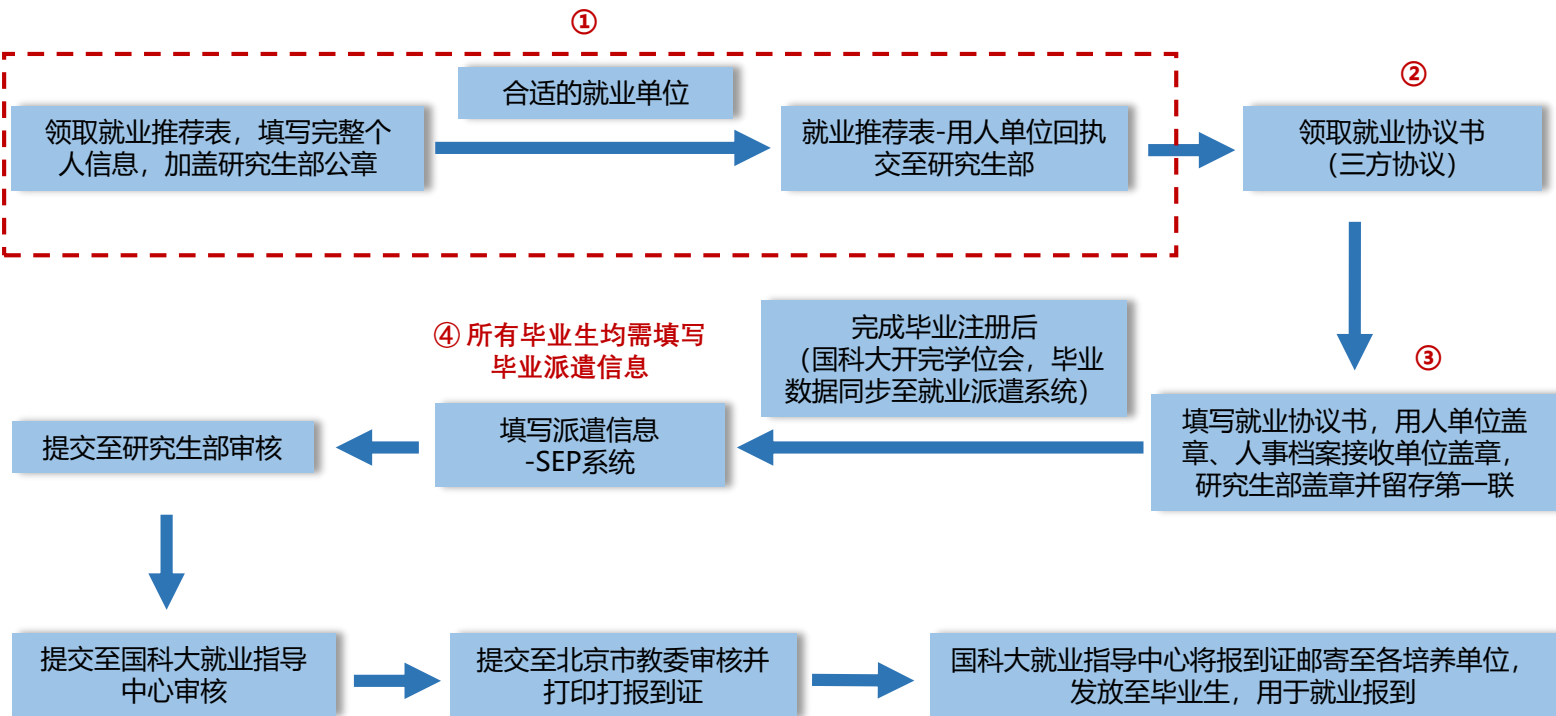 ①
合适的就业单位
领取就业推荐表，填写完整个
人信息，加盖研究生部公章
就业推荐表-用人单位回执
交至研究生部
②
领取就业协议书
（三方协议）
③
填写就业协议书，用人单位盖
章、人事档案接收单位盖章，
研究生部盖章并留存第一联
完成毕业注册后
（国科大开完学位会，毕业
数据同步至就业派遣系统）
④ 所有毕业生均需填写
毕业派遣信息
填写派遣信息
-SEP系统
提交至研究生部审核
提交至国科大就业指导
中心审核
提交至北京市教委审核并
打印打报到证
国科大就业指导中心将报到证邮寄至各培养单位，
发放至毕业生，用于就业报到